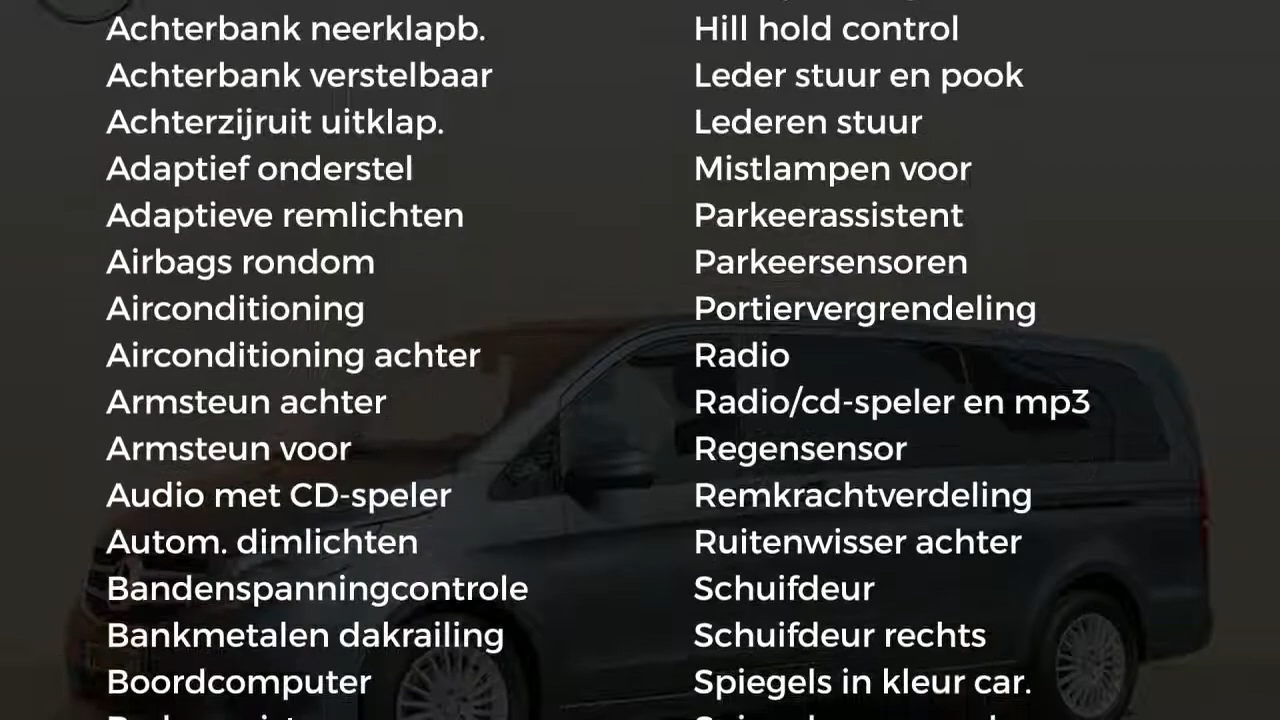 Achterbank neerklapb.
Achterbank verstelbaar
Achterzijruit uitklap.
Adaptief onderstel
Adaptieve remlichten
Airbags rondom
Airconditioning
Airconditioning achter
Armsteun achter
Armsteun voor
Audio met CD-speler
Autom. dimlichten
Bandenspanningcontrole
Bankmetalen dakrailing
Boordcomputer
Hill hold control
Leder stuur en pook
Lederen stuur
Mistlampen voor
Parkeerassistent
Parkeersensoren
Portiervergrendeling
Radio
Radio/cd-speler en mp3
Regensensor
Remkrachtverdeling
Ruitenwisser achter
Schuifdeur
Schuifdeur rechts
Spiegels in kleur car.